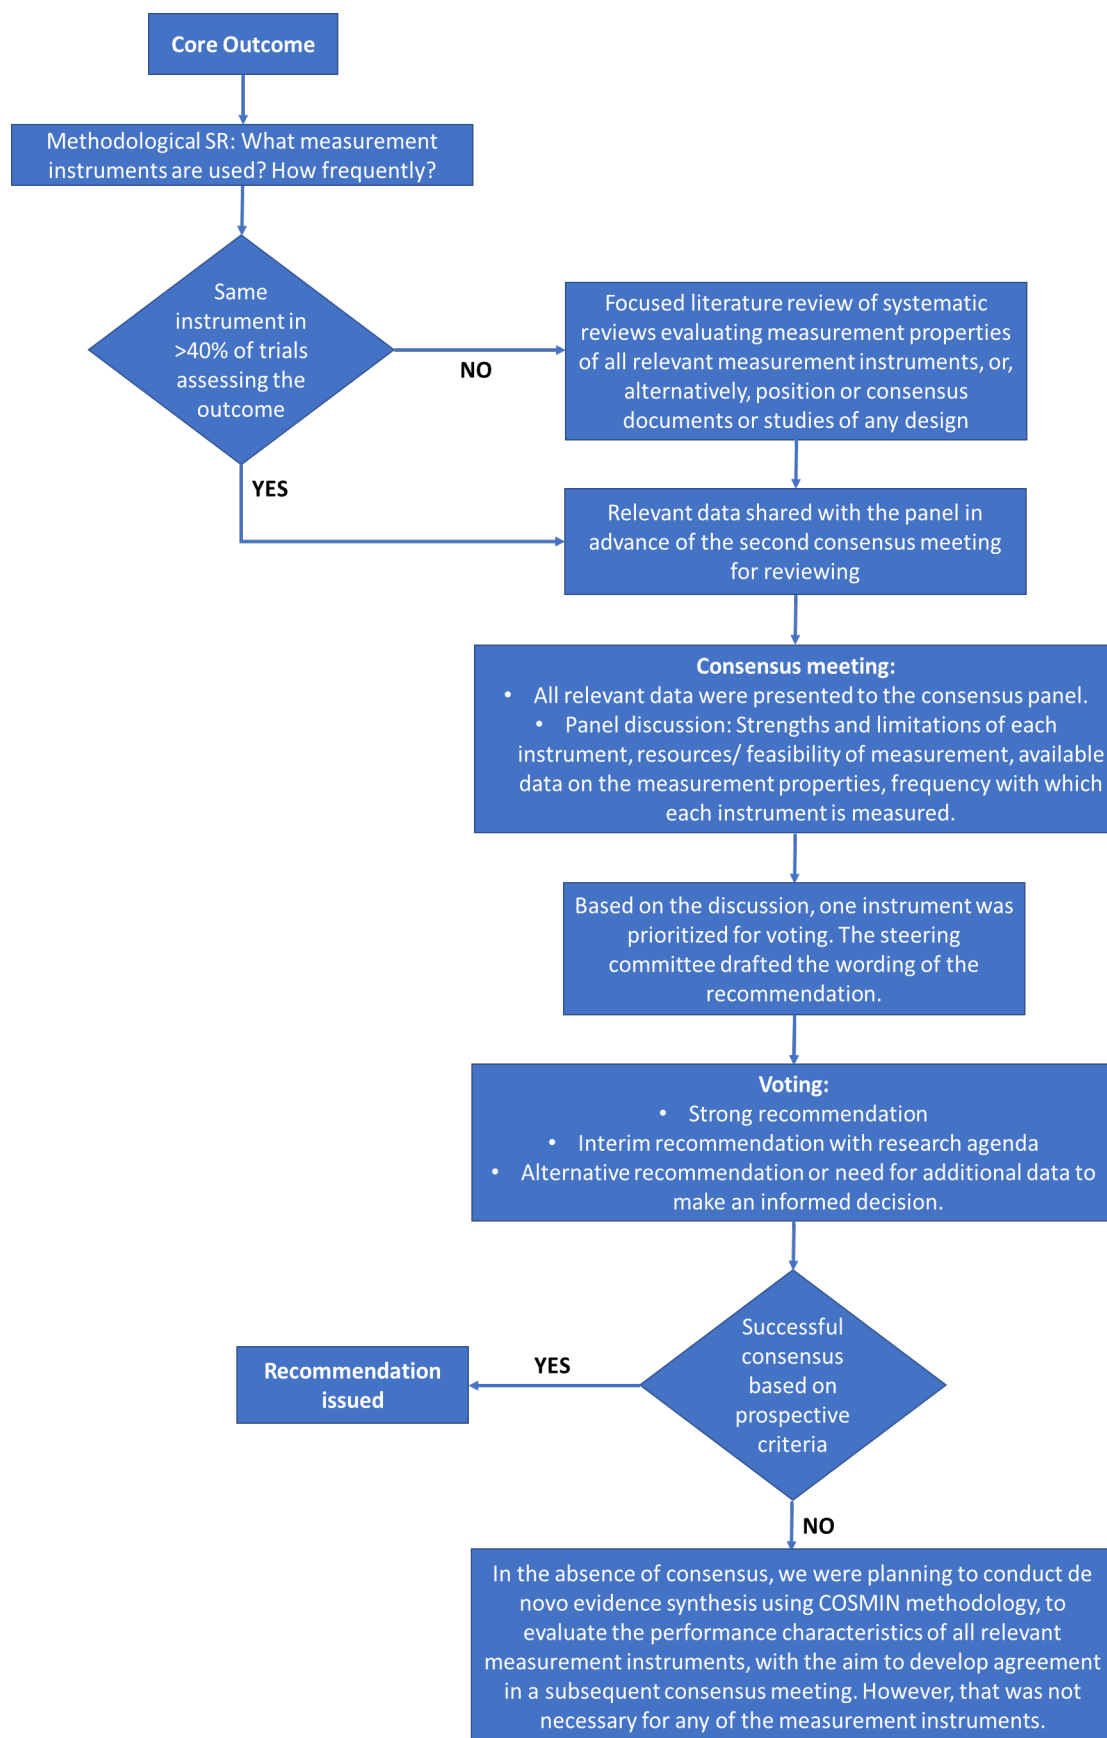 Core Outcome
Methodological SR: What measurement
instruments are used? How frequently?
Same
instrument in
>40% of trials
assessing the
outcome
NO
YES
Focused literature review of systematic
reviews evaluating measurement properties
of all relevant measurement instruments, or,
alternatively, position or consensus
documents or studies of any design
Relevant data shared with the panel in
advance of the second consensus meeting
for reviewing
Consensus meeting:
• All relevant data were presented to the consensus panel.
• Panel discussion: Strengths and limitations of each
instrument, resources/ feasibility of measurement, available
data on the measurement properties, frequency with which
each instrument is measured.
Based on the discussion, one instrument was
prioritized for voting. The steering
committee drafted the wording of the
recommendation.
Voting:
• Strong recommendation
• Interim recommendation with research agenda
• Alternative recommendation or need for additional data to
make an informed decision.
Successful
consensus
based on
prospective
criteria
YES
Recommendation
issued
NO
In the absence of consensus, we were planning to conduct de
novo evidence synthesis using COSMIN methodology, to
evaluate the performance characteristics of all relevant
measurement instruments, with the aim to develop agreement
in a subsequent consensus meeting. However, that was not
necessary for any of the measurement instruments.